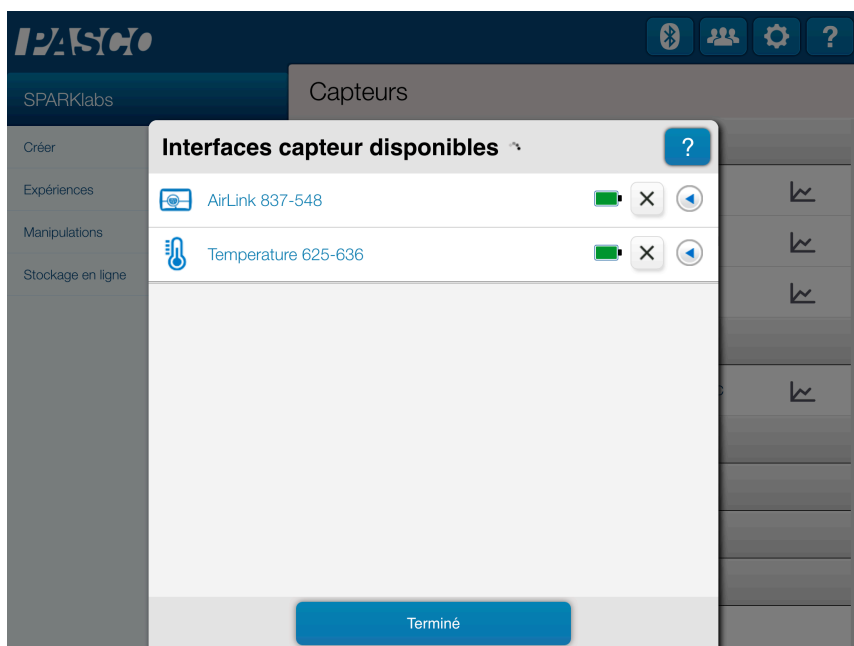 PASCO
?
SPARKlabs
Capteurs
Créer
Expériences
Manipulations
Stockage en ligne
Interfaces capteur disponibles
?
AirLink 837-548
Temperature 625-636
Terminé